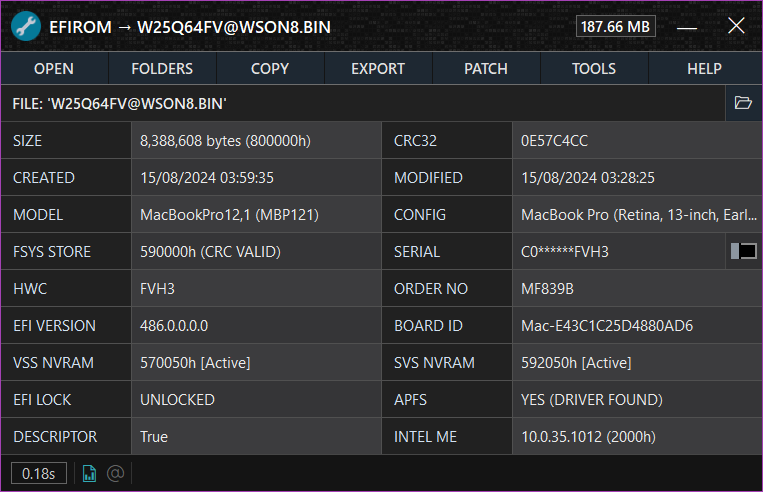 EFIROM → W25Q64FV@WSON8.BIN 187.66 MB
OPEN FOLDERS COPY EXPORT PATCH TOOLS HELP
FILE: 'W25Q64FV@WSON8.BIN'
SIZE 8,388,608 bytes (800000h) CRC32 0E57C4CC
CREATED 15/08/2024 03:59:35 MODIFIED 15/08/2024 03:28:25
MODEL MacBookPro12,1 (MBP121) CONFIG MacBook Pro (Retina, 13-inch, Earl...
FSYS STORE 590000h (CRC VALID) SERIAL C0******FVH3
HWC FVH3 ORDER NO MF839B
EFI VERSION 486.0.0.0.0 BOARD ID Mac-E43C1C25D4880AD6
VSS NVRAM 570050h [Active] SVS NVRAM 592050h [Active]
EFI LOCK UNLOCKED APFS YES (DRIVER FOUND)
DESCRIPTOR True INTEL ME 10.0.35.1012 (2000h)
0.18s @